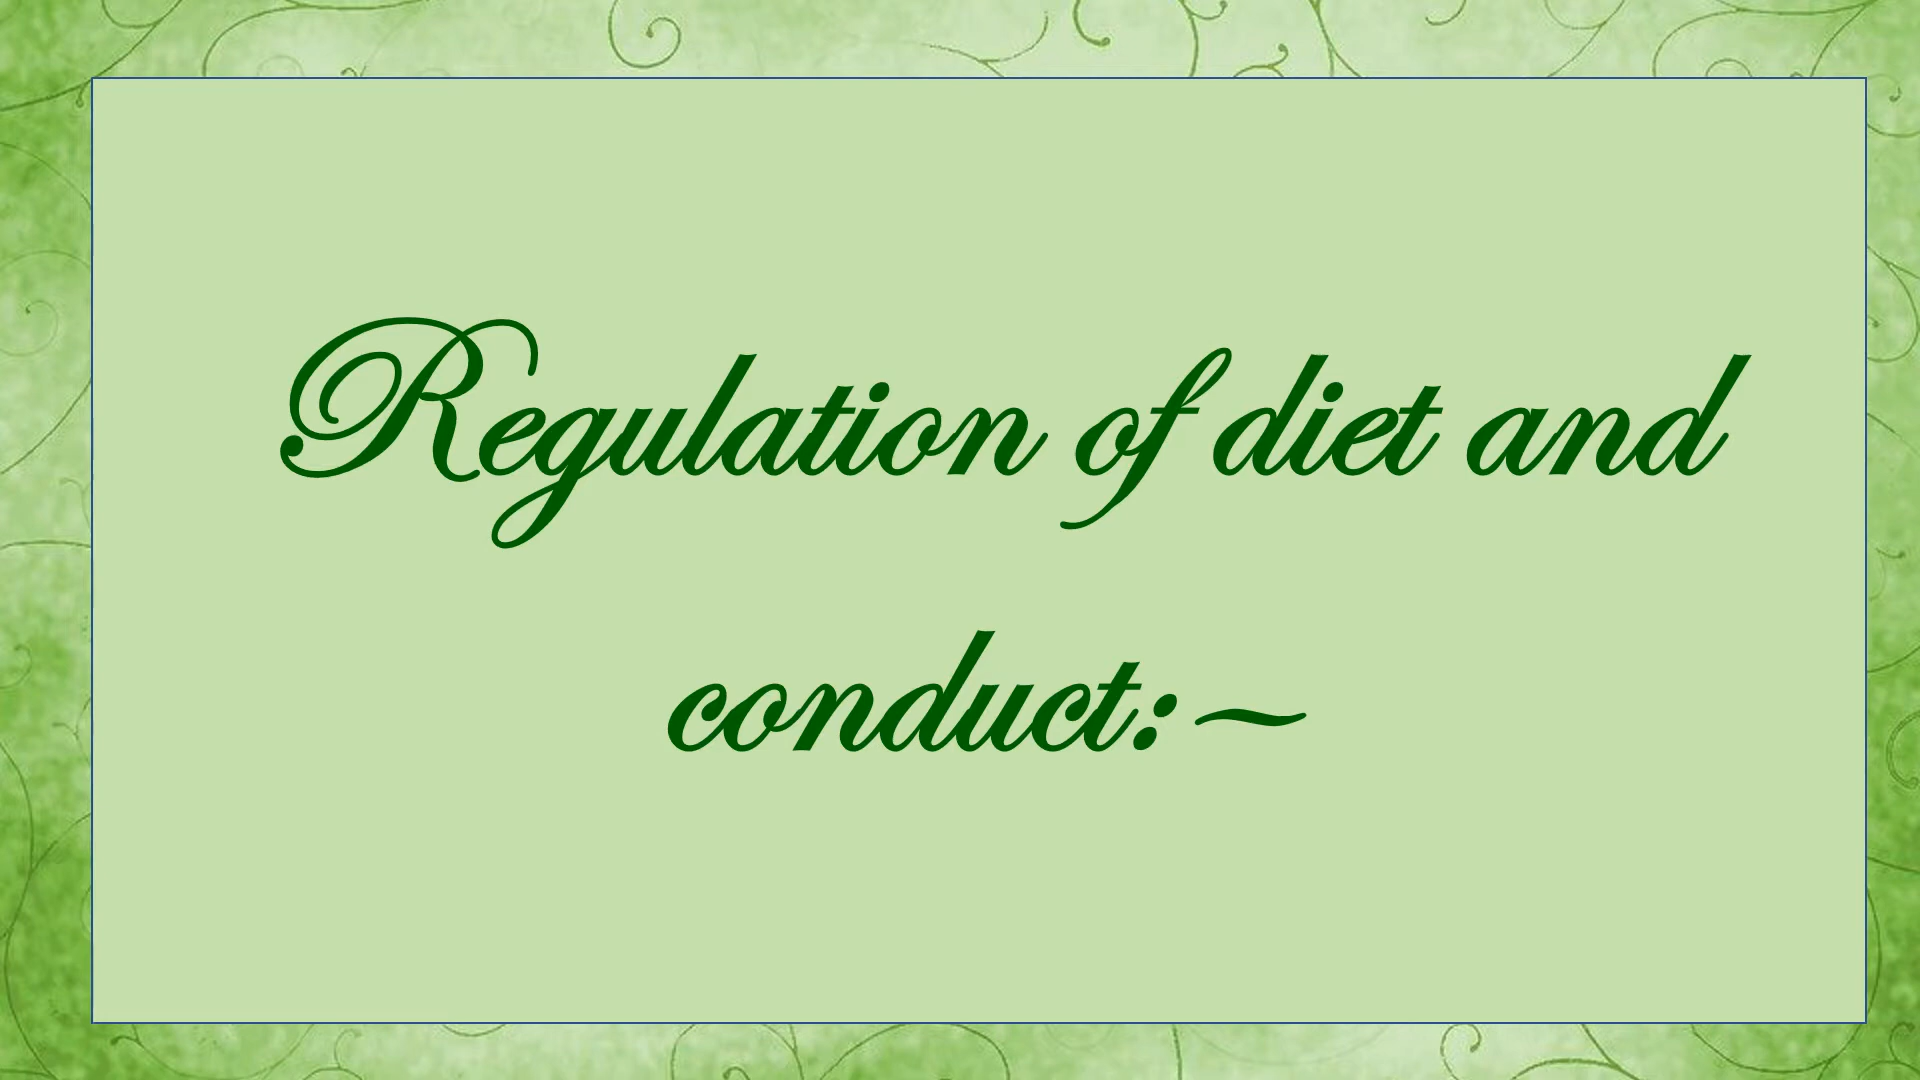 Regulation of diet and
conduct:~